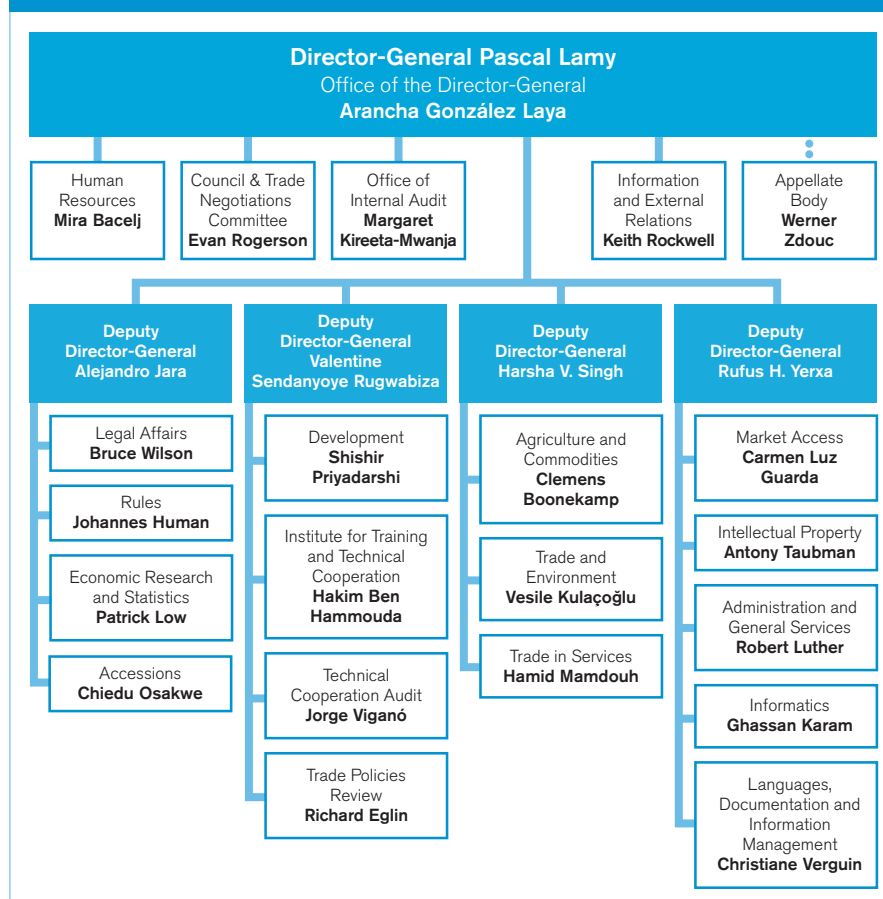 Director-General Pascal Lamy
Office of the Director-General
Arancha González Laya
Human
Resources
Mira Bacelj
Council & Trade
Negotiations
Committee
Evan Rogerson
Office of
Internal Audit
Margaret
Kireeta-Mwanja
Information
and External
Relations
Keith Rockwell
Appellate
Body
Werner
Zdouc
Deputy
Director-General
Alejandro Jara
Legal Affairs
Bruce Wilson
Rules
Johannes Human
Economic Research
and Statistics
Patrick Low
Accessions
Chiedu Osakwe
Deputy
Director-General
Valentine
Sendanyoye Rugwabiza
Development
Shishir
Priyadarshi
Institute for Training
and Technical
Cooperation
Hakim Ben
Hammouda
Technical
Cooperation Audit
Jorge Viganó
Trade Policies
Review
Richard Eglin
Deputy
Director-General
Harsha V. Singh
Agriculture and
Commodities
Clemens
Boonekamp
Trade and
Environment
Vesile Kulaçoğlu
Trade in Services
Hamid Mamdouh
Deputy
Director-General
Rufus H. Yerxa
Market Access
Carmen Luz
Guarda
Intellectual Property
Antony Taubman
Administration and
General Services
Robert Luther
Informatics
Ghassan Karam
Languages,
Documentation and
Information
Management
Christiane Verguin